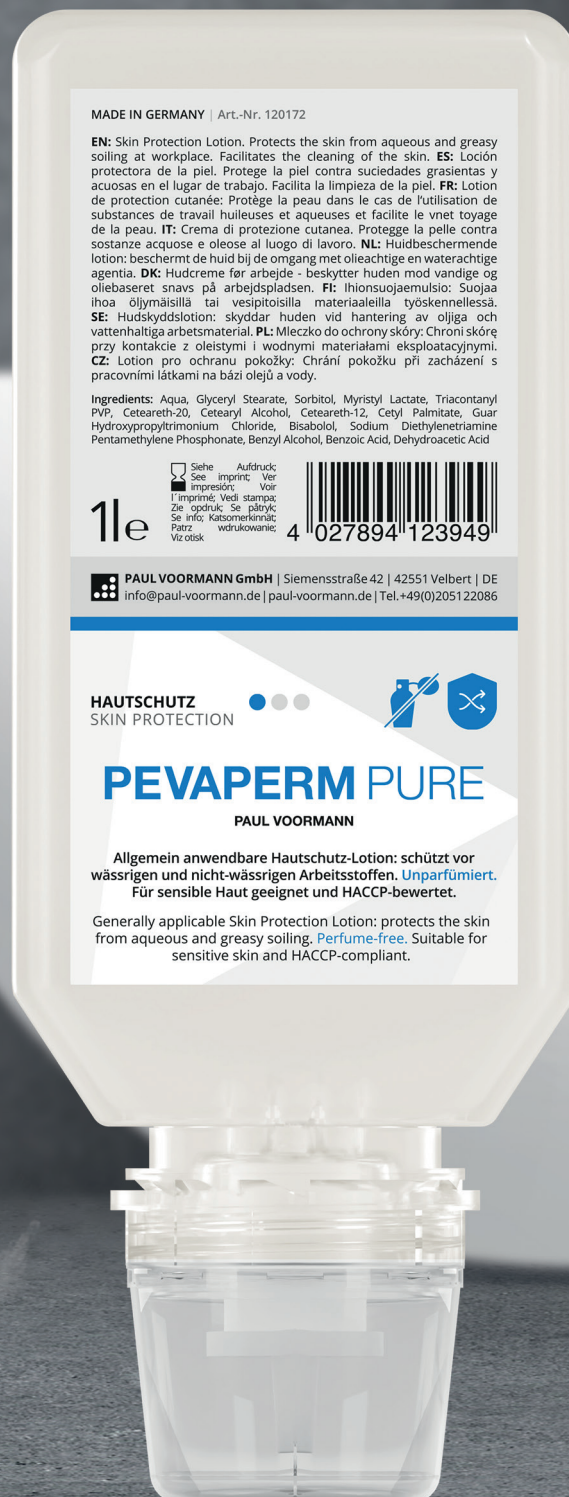 MADE IN GERMANY | Art.-Nr. 120172
EN: Skin Protection Lotion. Protects the skin from aqueous and greasy
soiling at workplace. Facilitates the cleaning of the skin. ES: Loción
protectora de la piel. Protege la piel contra suciedades grasientas y
acuosas en el lugar de trabajo. Facilita la limpieza de la piel. FR: Lotion
de protection cutanée: Protège la peau dans le cas de l'utilisation de
substances de travail huileuses et aqueuses et facilite le vnet toyage
de la peau. IT: Crema di protezione cutanea. Protegge la pelle contra
sostanze acquose e oleose al luogo di lavoro. NL: Huidbeschermende
lotion: beschermt de huid bij de omgang met olieachtige en waterachtige
agentia. DK: Hudcreme før arbejde - beskytter huden mod vandige og
oliebaseret snavs på arbejdspladsen. FI: Ihionsuojaemulsio: Suojaa
ihoa öljymäisillä tai vesipitoisilla materiaaleilla työskennellessä.
SE: Hudskyddslotion: skyddar huden vid hantering av oljiga och
vattenhaltiga arbetsmaterial. PL: Mleczko do ochrony skóry: Chroni skórę
przy kontakcie z oleistymi i wodnymi materiałami eksploatacyjnymi.
CZ: Lotion pro ochranu pokožky: Chrání pokožku při zacházení s
pracovními látkami na bázi olejů a vody.
Ingredients: Aqua, Glyceryl Stearate, Sorbitol, Myristyl Lactate, Triacontanyl
PVP, Ceteareth-20, Cetearyl Alcohol, Ceteareth-12, Cetyl Palmitate, Guar
Hydroxypropyltrimonium Chloride, Bisabolol, Sodium Diethylenetriamine
Pentamethylene Phosphonate, Benzyl Alcohol, Benzoic Acid, Dehydroacetic Acid
1l e
Siehe Aufdruck;
See imprint; Ver
impresión; Voir
l´imprimé; Vedi stampa;
Zie opdruk; Se påtryk;
Se info; Katsomerkinnät;
Patrz wdrukowanie;
Viz otisk
4 027894 123949
PAUL VOORMANN GmbH | Siemensstraße 42 | 42551 Velbert | DE
info@paul-voormann.de | paul-voormann.de | Tel.+49(0)205122086
HAUTSCHUTZ
SKIN PROTECTION
PEVAPERM PURE
PAUL VOORMANN
Allgemein anwendbare Hautschutz-Lotion: schützt vor
wässrigen und nicht-wässrigen Arbeitsstoffen. Unparfümiert.
Für sensible Haut geeignet und HACCP-bewertet.
Generally applicable Skin Protection Lotion: protects the skin
from aqueous and greasy soiling. Perfume-free. Suitable for
sensitive skin and HACCP-compliant.